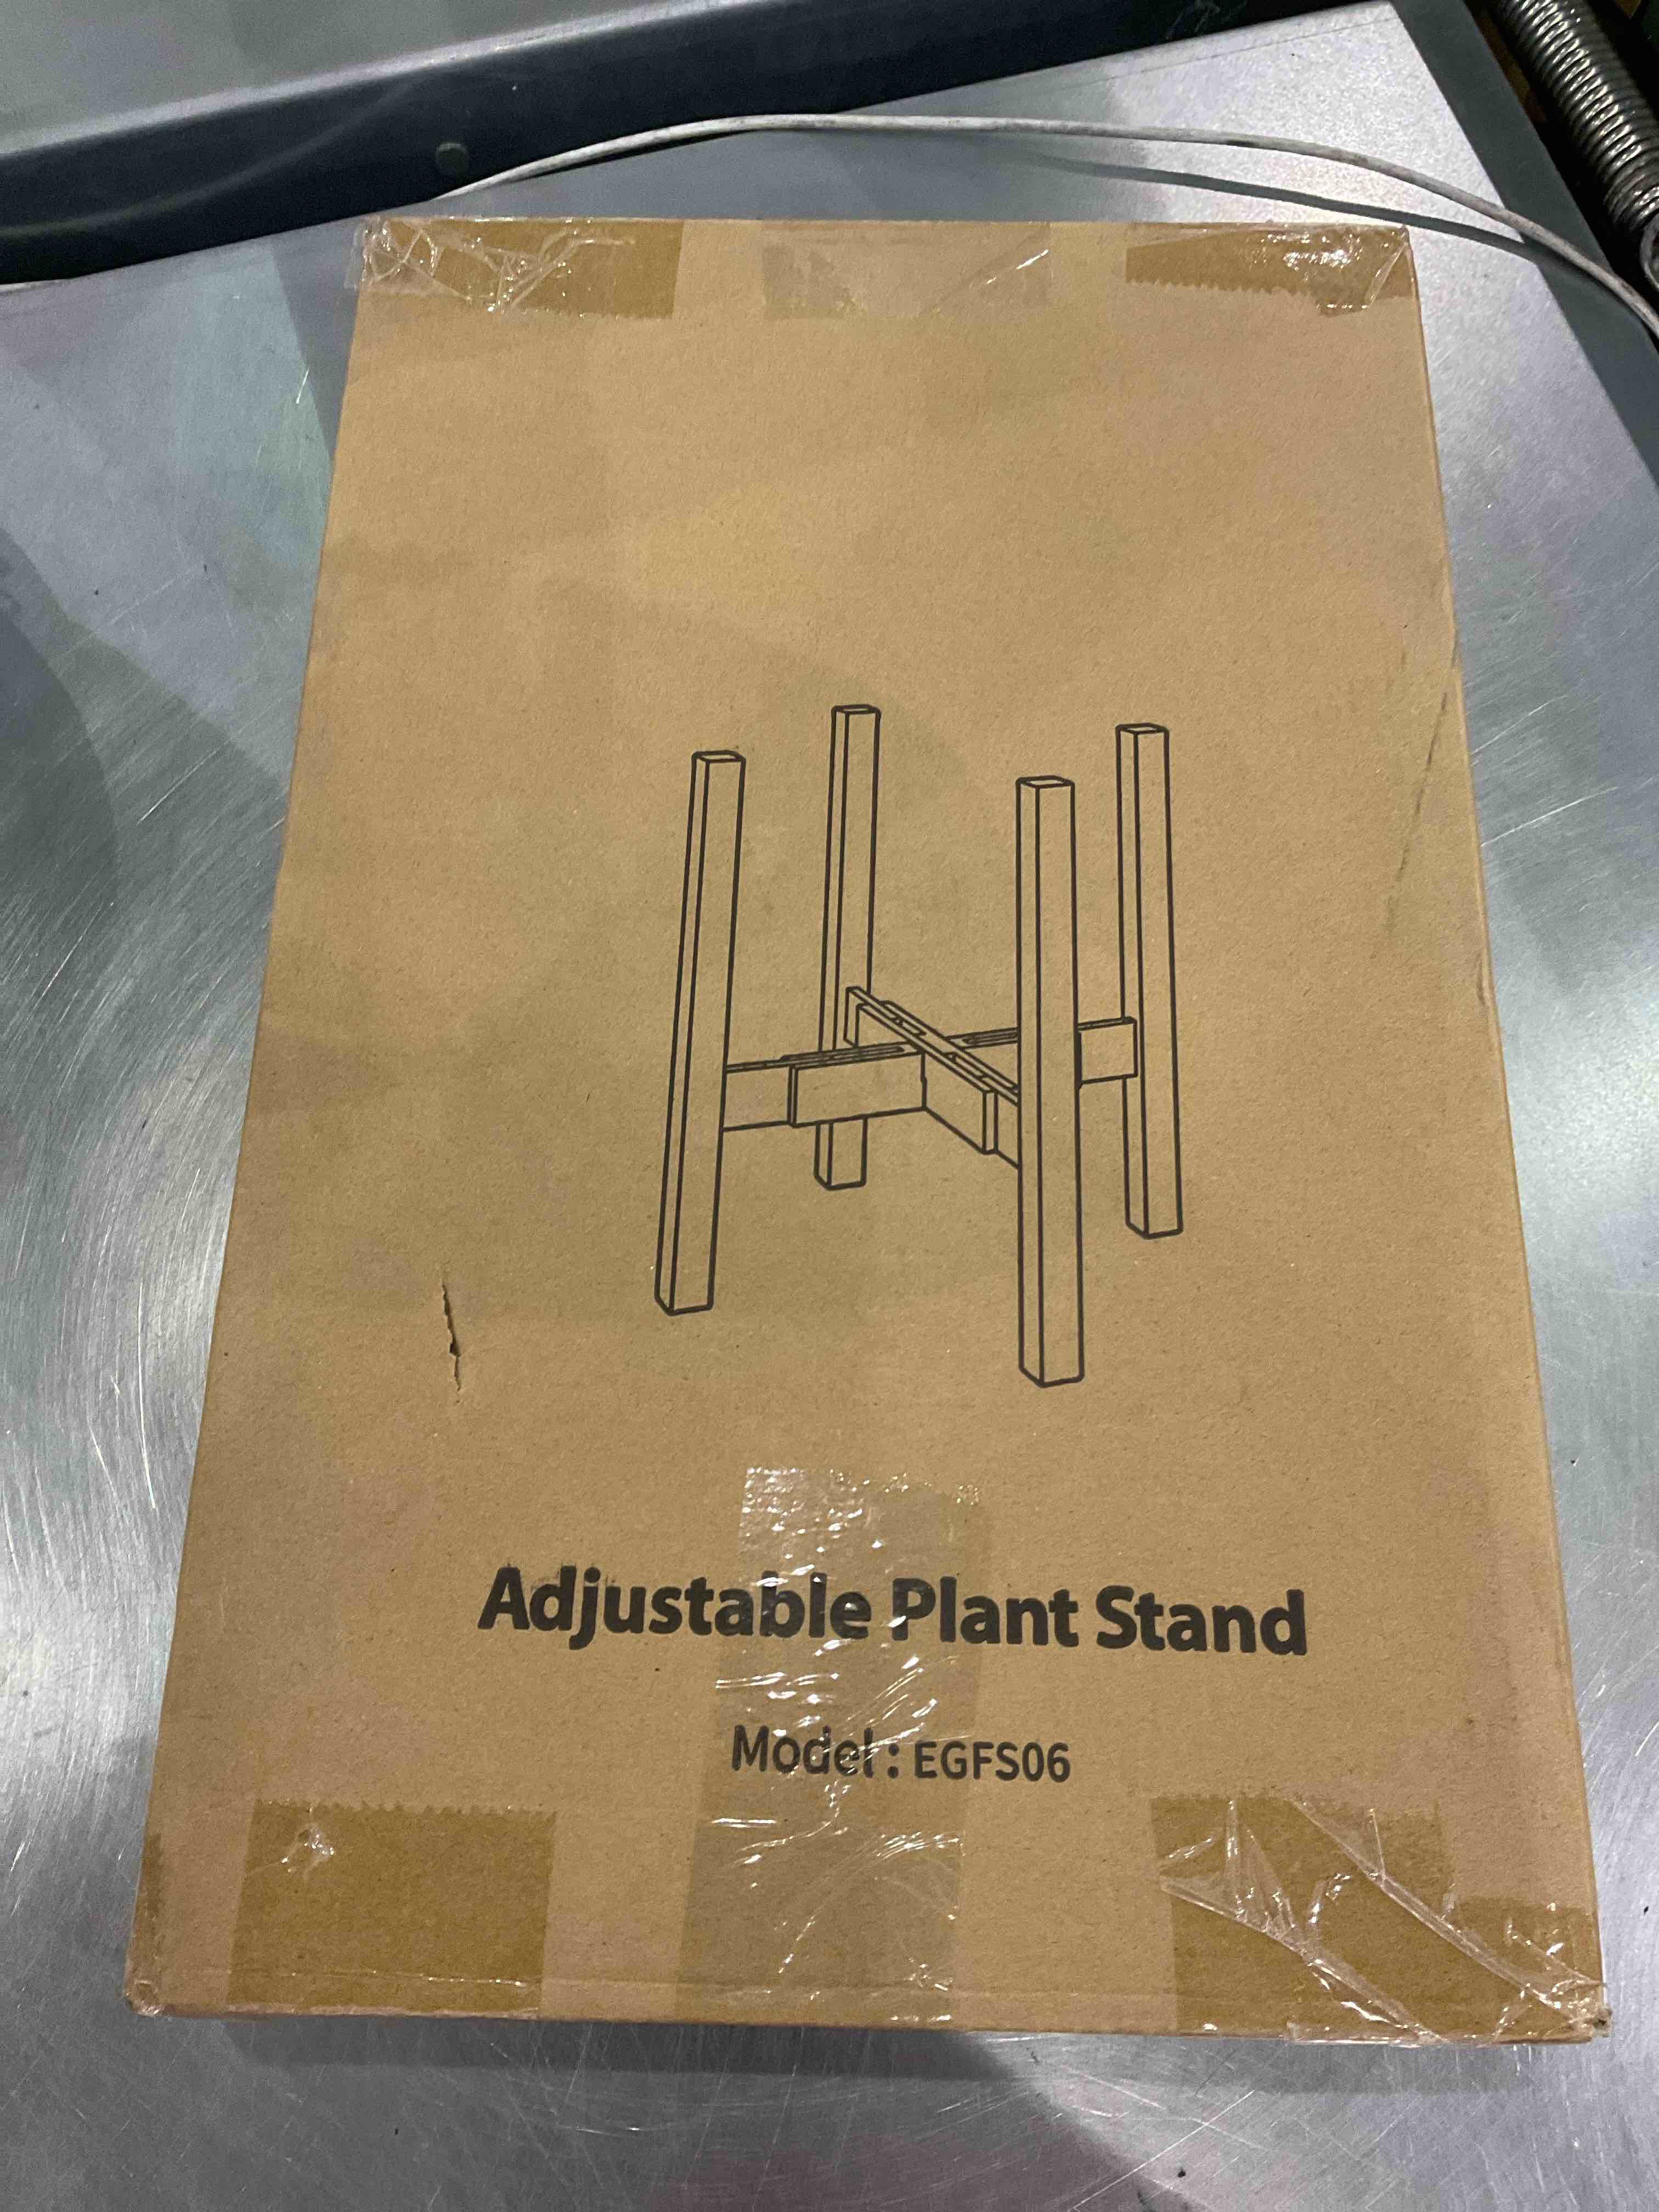 Adjustable Plant Stand
Model : EGFS06